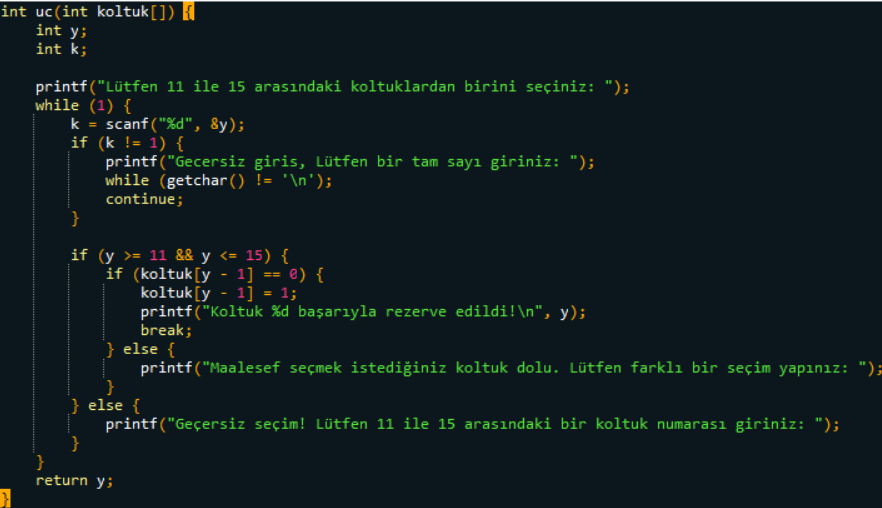 int uc(int koltuk[]) {
    int y;
    int k;

    printf("Lütfen 11 ile 15 arasındaki koltuklardan birini seçiniz: ");
    while (1) {
        k = scanf("%d", &y);
        if (k != 1) {
            printf("Gecersiz giris, Lütfen bir tam sayı giriniz: ");
            while (getchar() != '\n');
            continue;
        }

        if (y >= 11 && y <= 15) {
            if (koltuk[y - 1] == 0) {
                koltuk[y - 1] = 1;
                printf("Koltuk %d başarıyla rezerve edildi!\n", y);
                break;
            } else {
                printf("Maalesef seçmek istediğiniz koltuk dolu. Lütfen farklı bir seçim yapınız: ");
            }
        } else {
            printf("Geçersiz seçim! Lütfen 11 ile 15 arasındaki bir koltuk numarası giriniz: ");
        }
    }
    return y;
}